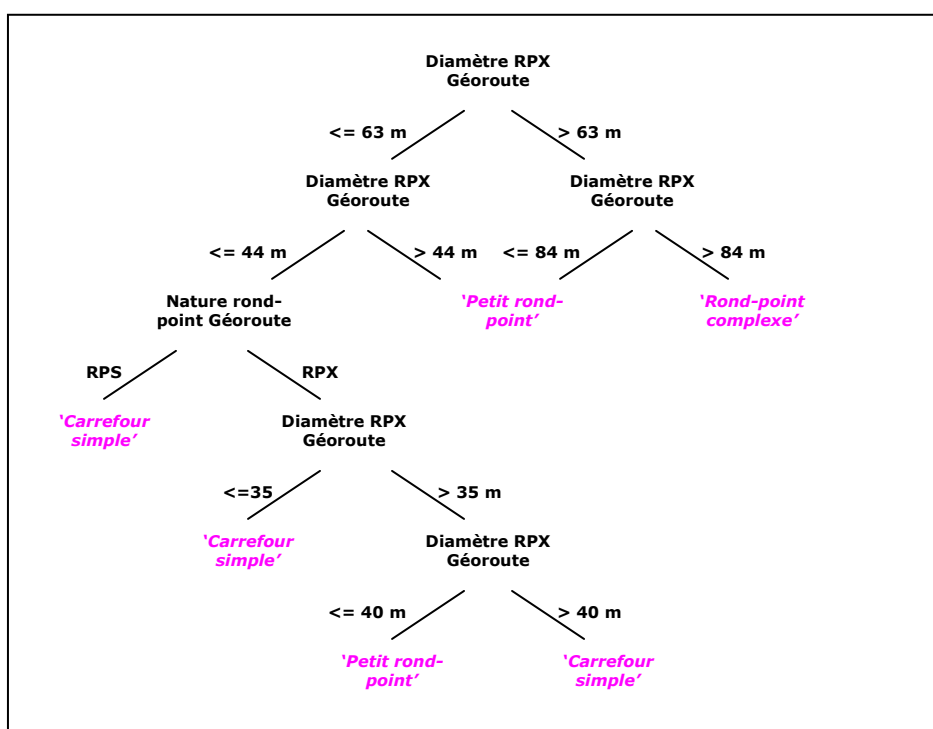 Diamètre RPX
Géoroute
<= 63 m
> 63 m
Diamètre RPX
Géoroute
Diamètre RPX
Géoroute
<= 44 m
> 44 m
<= 84 m
> 84 m
Nature rond-
point Géoroute
‘Petit rond-
point’
‘Rond-point
complexe’
RPS
RPX
‘Carrefour
simple’
Diamètre RPX
Géoroute
<=35
> 35 m
‘Carrefour
simple’
Diamètre RPX
Géoroute
<= 40 m
> 40 m
‘Petit rond-
point’
‘Carrefour
simple’